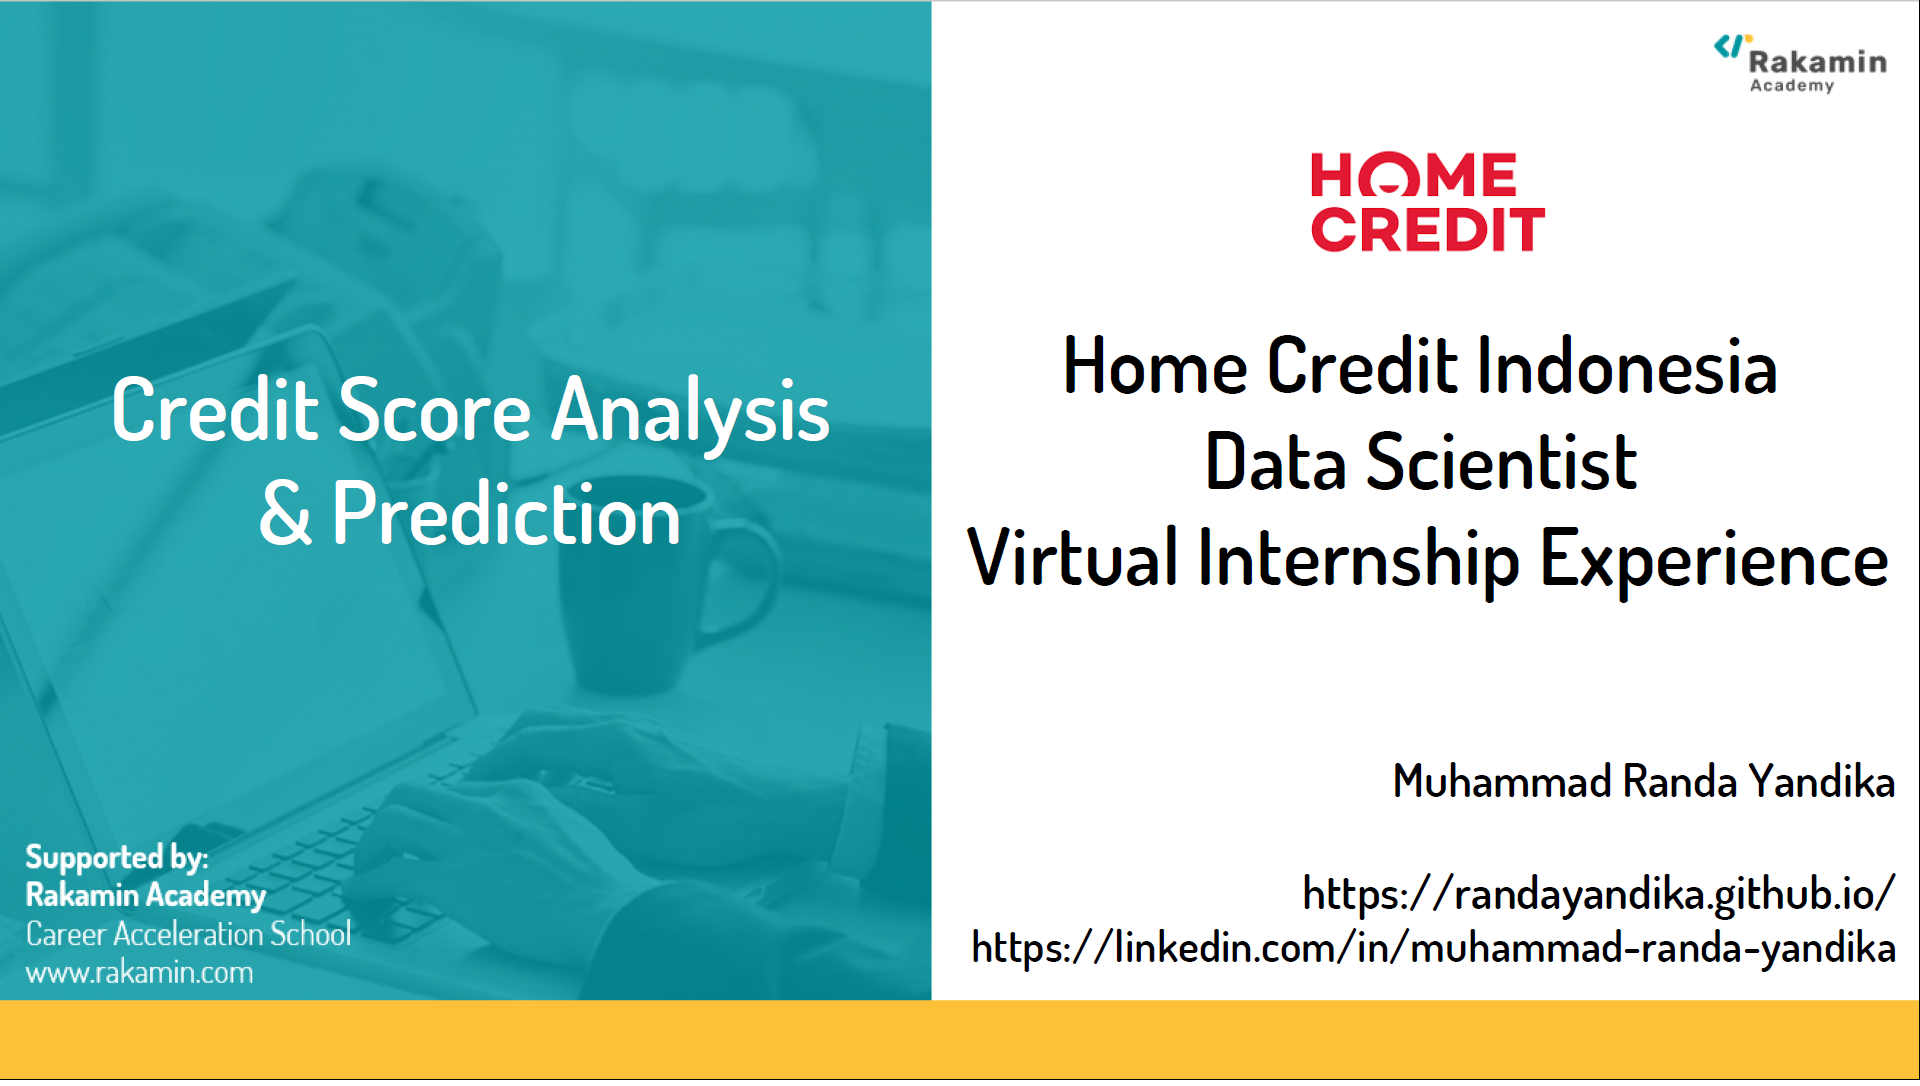 Credit Score Analysis
& Prediction
Supported by:
Rakamin Academy
Career Acceleration School
www.rakamin.com
Rakamin
Academy
HOME
CREDIT
Home Credit Indonesia
Data Scientist
Virtual Internship Experience
Muhammad Randa Yandika
https://randayandika.github.io/
https://linkedin.com/in/muhammad-randa-yandika